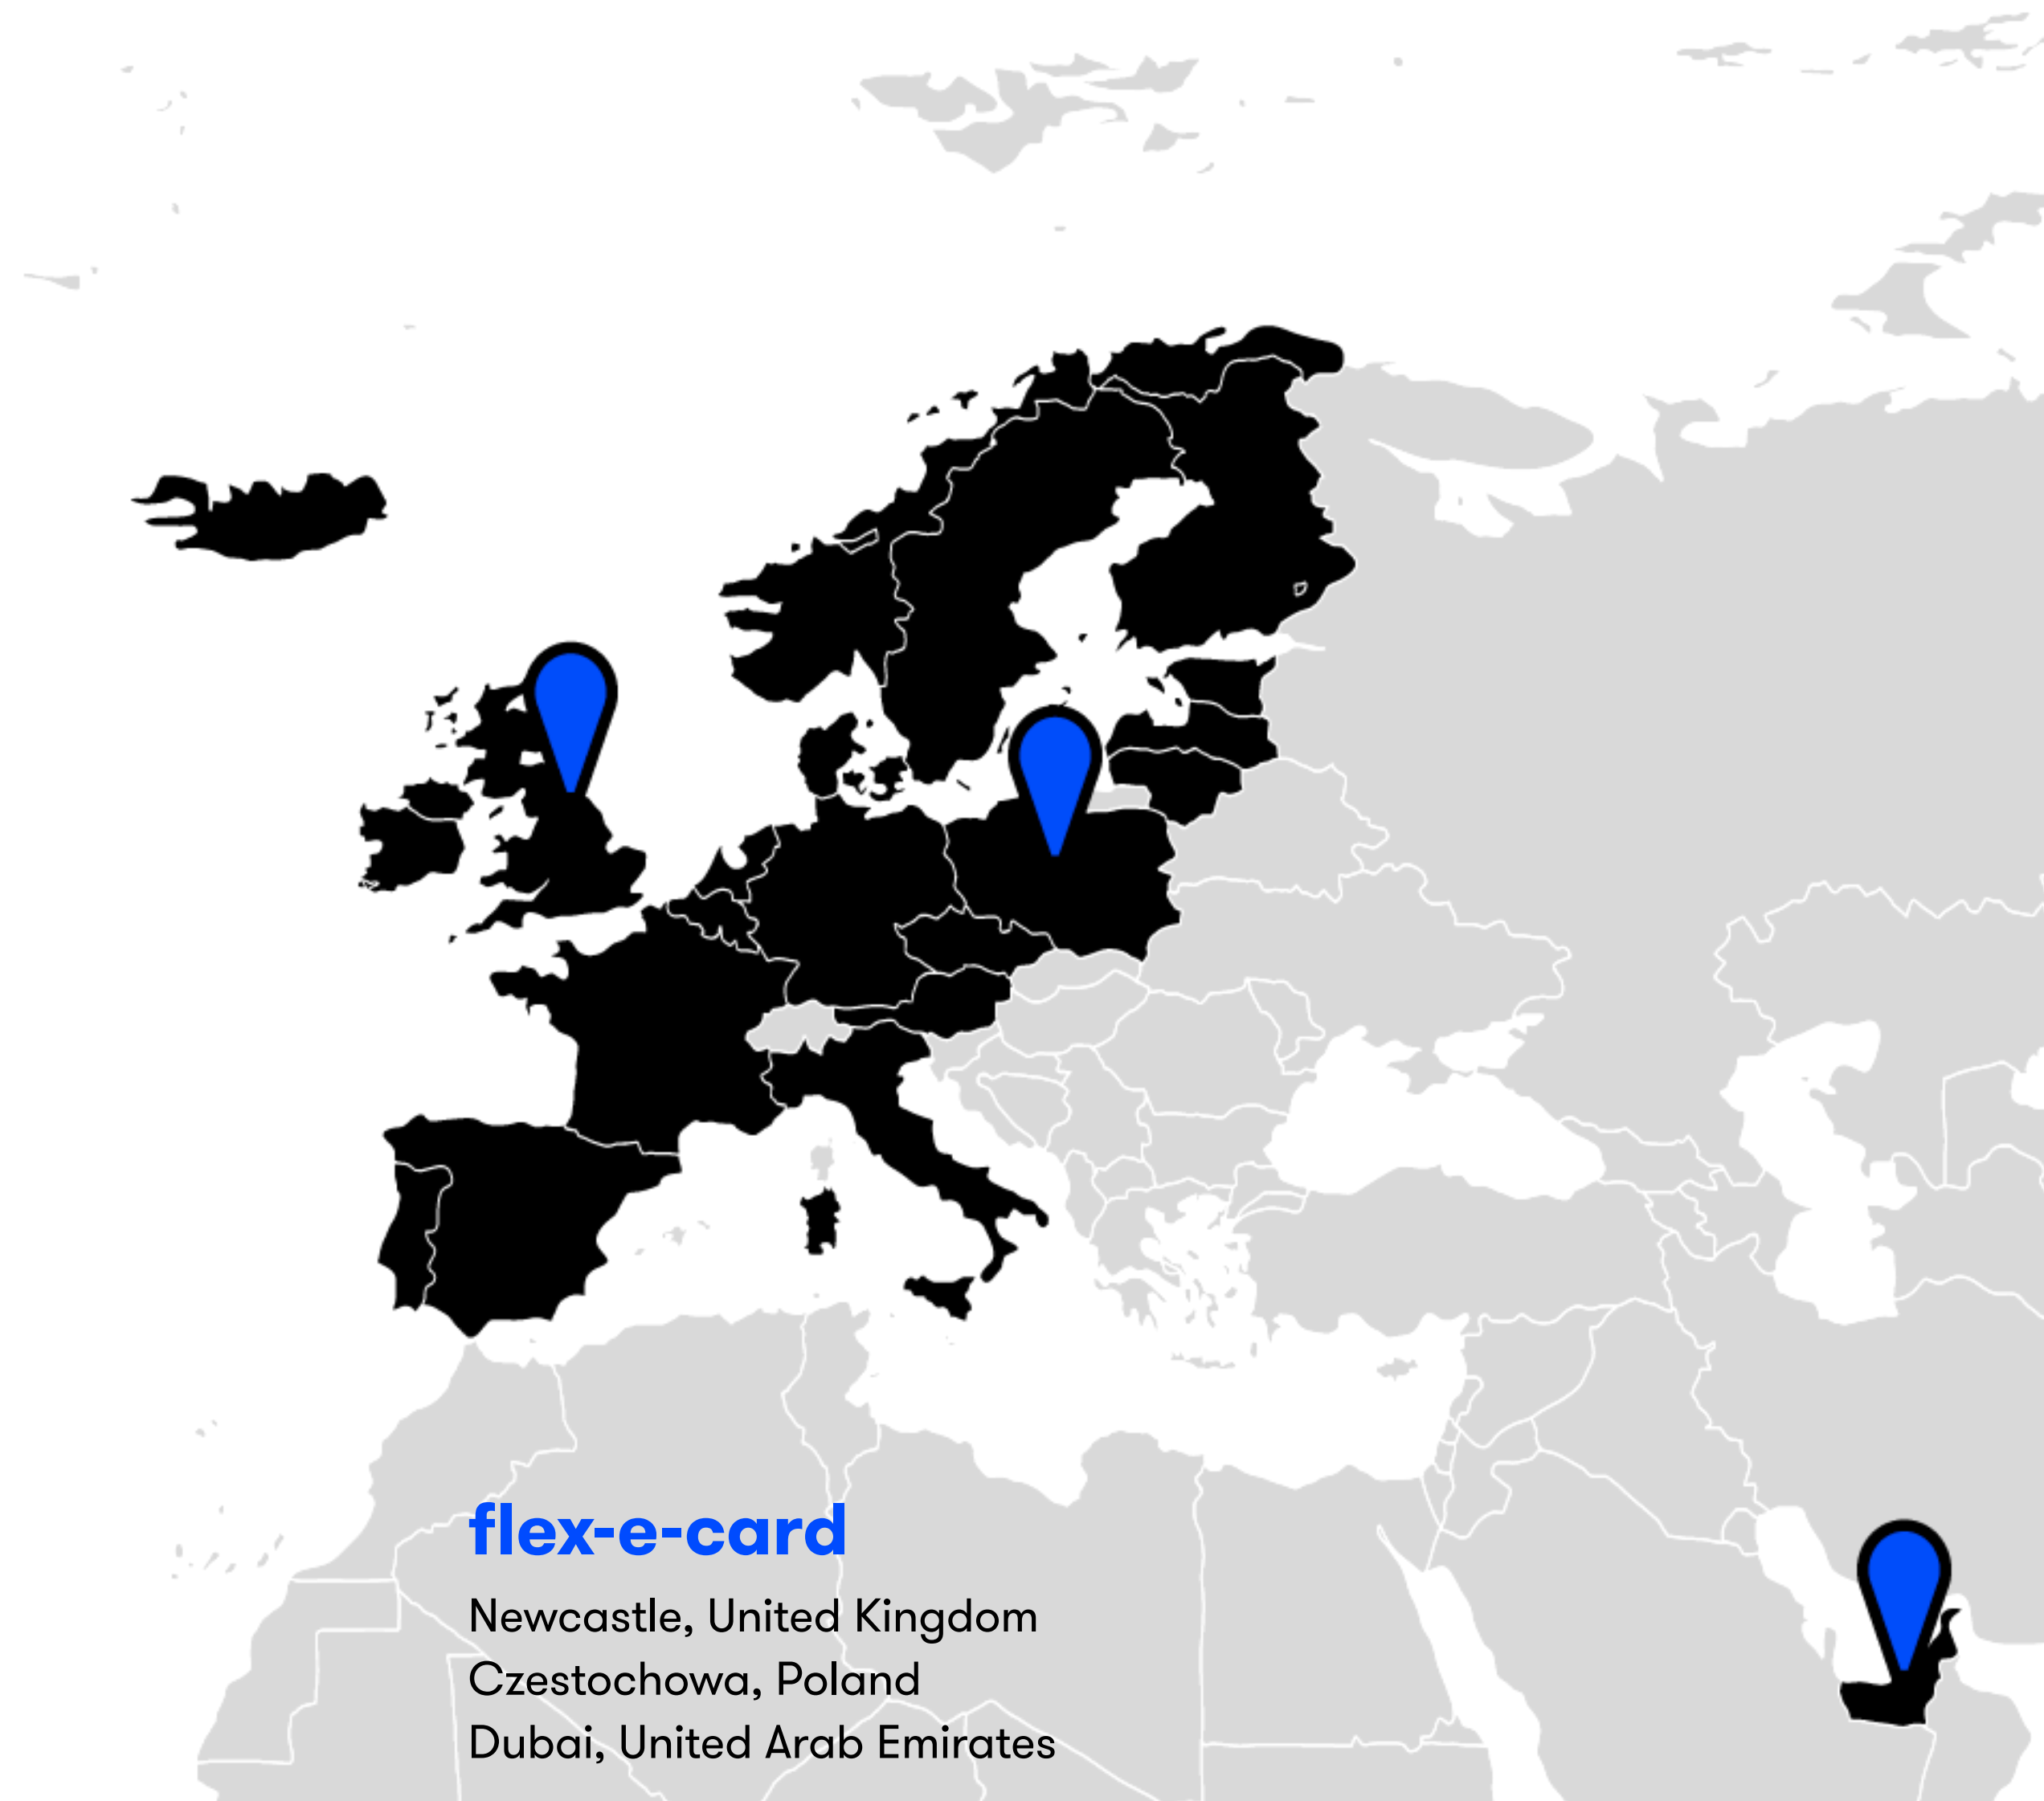 flex-e-card
Newcastle, United Kingdom
Czestochowa, Poland
Dubai, United Arab Emirates